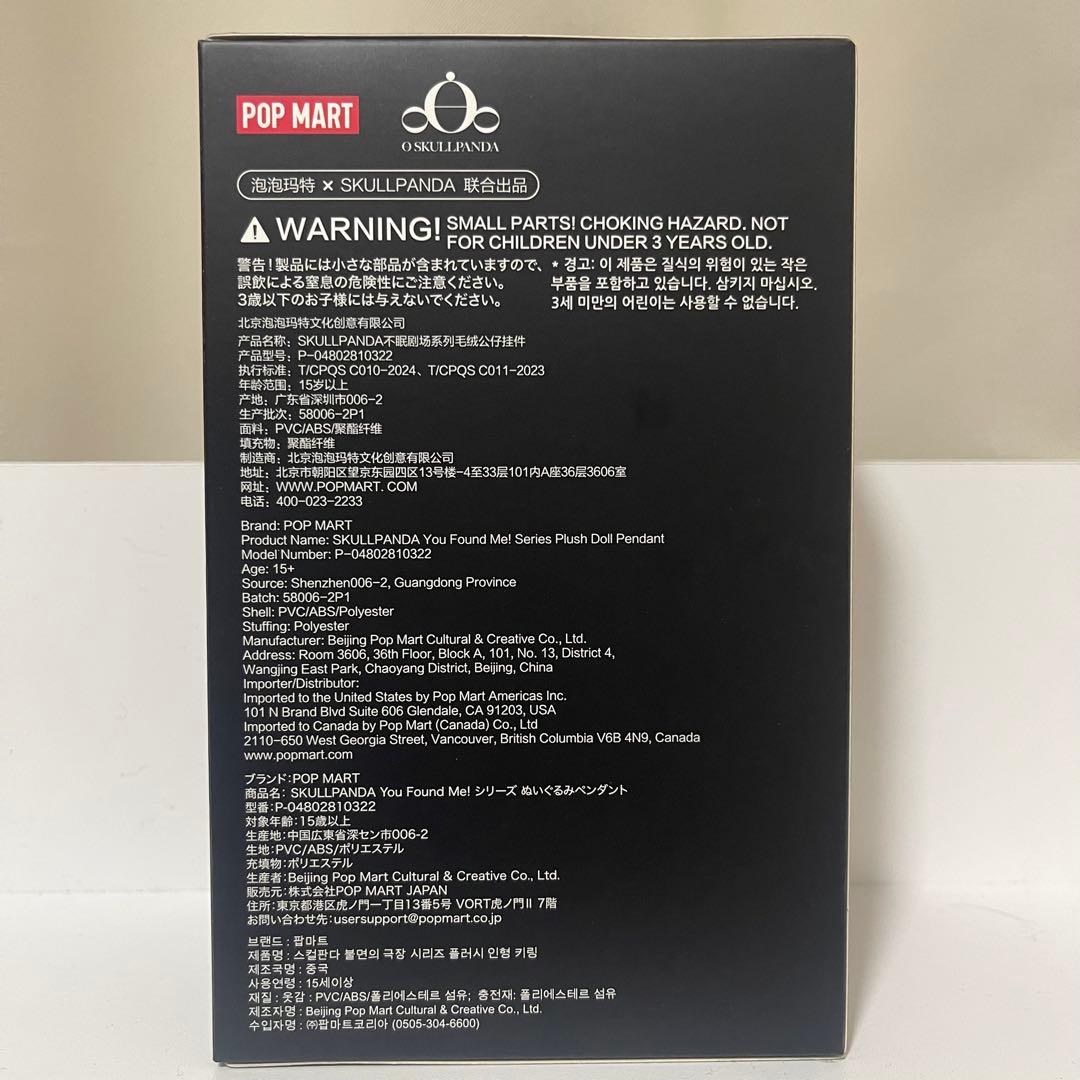 POP MART
O SKULLPANDA
泡泡玛特 × SKULLPANDA 联合出品
WARNING! SMALL PARTS! CHOKING HAZARD. NOT
FOR CHILDREN UNDER 3 YEARS OLD.
警告！製品には小さな部品が含まれていますので、
誤飲による窒息の危険性にご注意ください。
3歳以下のお子様には与えないでください。
* 경고: 이 제품은 질식의 위험이 있는 작은
부품을 포함하고 있습니다. 삼키지 마십시오.
3세 미만의 어린이는 사용할 수 없습니다.
北京泡泡玛特文化创意有限公司
产品名称：SKULLPANDA不眠剧场系列毛绒公仔挂件
产品型号：P-04802810322
执行标准：T/CPQS C010-2024、T/CPQS C011-2023
年龄范围：15岁以上
产地：广东省深圳市006-2
生产批次：58006-2P1
面料：PVC/ABS/聚酯纤维
填充物：聚酯纤维
制造商：北京泡泡玛特文化创意有限公司
地址：北京市朝阳区望京东园四区13号楼-4至33层101内A座36层3606室
网址：WWW.POPMART. COM
电话：400-023-2233
Brand: POP MART
Product Name: SKULLPANDA You Found Me! Series Plush Doll Pendant
Model Number: P-04802810322
Age: 15+
Source: Shenzhen006-2, Guangdong Province
Batch: 58006-2P1
Shell: PVC/ABS/Polyester
Stuffing: Polyester
Manufacturer: Beijing Pop Mart Cultural & Creative Co., Ltd.
Address: Room 3606, 36th Floor, Block A, 101, No. 13, District 4,
Wangjing East Park, Chaoyang District, Beijing, China
Importer/Distributor:
Imported to the United States by Pop Mart Americas Inc.
101 N Brand Blvd Suite 606 Glendale, CA 91203, USA
Imported to Canada by Pop Mart (Canada) Co., Ltd
2110-650 West Georgia Street, Vancouver, British Columbia V6B 4N9, Canada
www.popmart.com
ブランド：POP MART
商品名： SKULLPANDA You Found Me! シリーズ ぬいぐるみペンダント
型番：P-04802810322
対象年齢：15歳以上
生産地：中国広東省深セン市006-2
生地：PVC/ABS/ポリエステル
充填物：ポリエステル
生産者：Beijing Pop Mart Cultural & Creative Co., Ltd.
販売元：株式会社POP MART JAPAN
住所：東京都港区虎ノ門一丁目13番5号 VORT虎ノ門II 7階
お問い合わせ先：usersupport@popmart.co.jp
브랜드 : 팝마트
제품명 : 스컬판다 불면의 극장 시리즈 플러시 인형 키링
제조국명 : 중국
사용연령 : 15세이상
재질 : 옷감 : PVC/ABS/폴리에스테르 섬유; 충전재: 폴리에스테르 섬유
제조자명 : Beijing Pop Mart Cultural & Creative Co., Ltd.
수입자명 : ㈜팝마트코리아 (0505-304-6600)